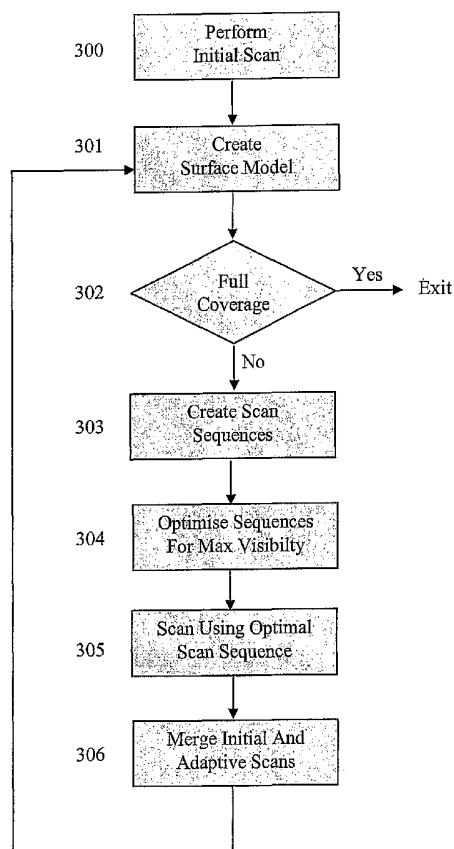 300
Perform
Initial Scan
301
Create
Surface Model
302
Full
Coverage
Yes
Exit
No
303
Create Scan
Sequences
304
Optimise Sequences
For Max Visibilty
305
Scan Using Optimal
Scan Sequence
306
Merge Initial And
Adaptive Scans